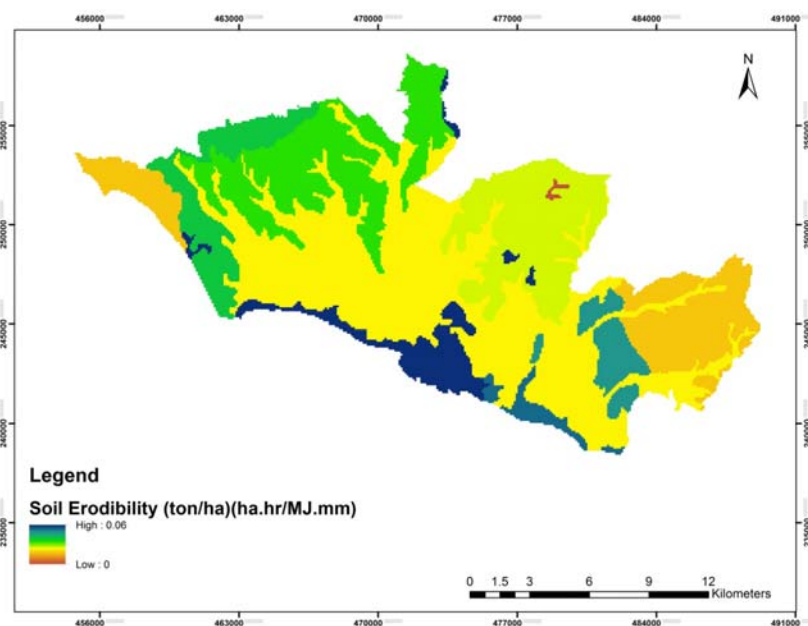 456000 463000 470000 477000 484000 491000
N
255000 255000
250000 250000
245000 245000
240000 240000
235000 235000
Legend
Soil Erodibility (ton/ha)(ha.hr/MJ.mm)
High : 0.06
Low : 0
0 1.5 3 6 9 12
Kilometers
456000 463000 470000 477000 484000 491000